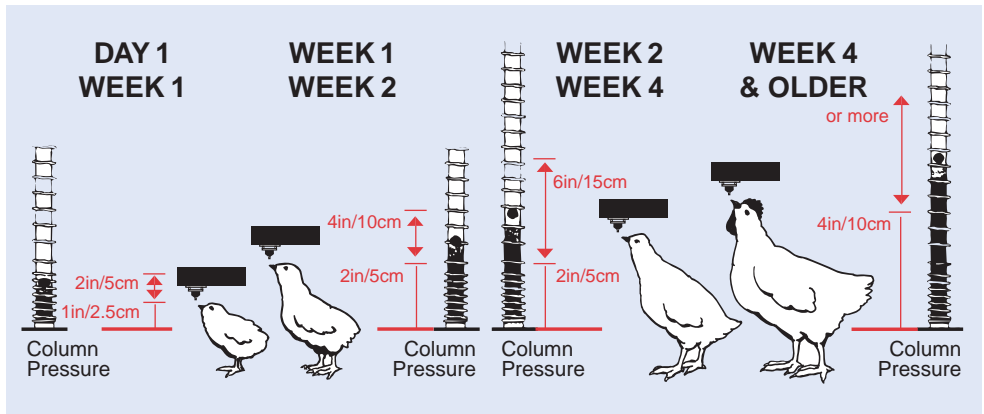 DAY 1
WEEK 1
WEEK 1
WEEK 2
WEEK 2
WEEK 4
WEEK 4
& OLDER
2in/5cm
1in/2.5cm
4in/10cm
2in/5cm
6in/15cm
2in/5cm
or more
4in/10cm
Column
Pressure
Column
Pressure
Column
Pressure
Column
Pressure